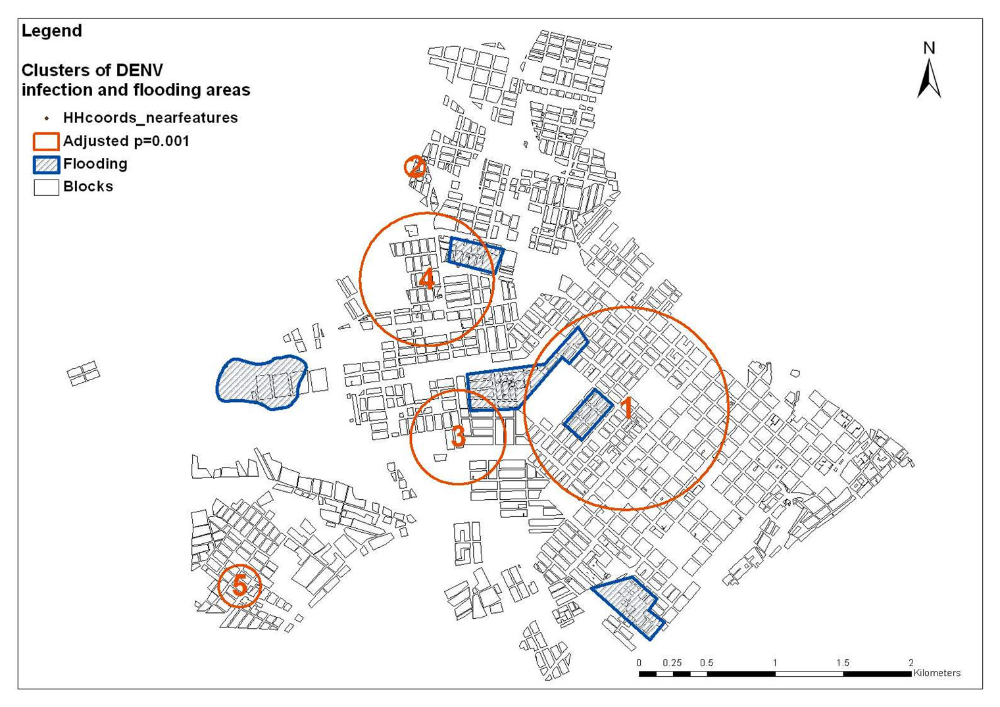 Legend
Clusters of DENV
infection and flooding areas
HHcoords_nearfeatures
Adjusted p=0.001
Flooding
Blocks
N
2
4
1
3
5
0 0.25 0.5 1 1.5 2
Kilometers